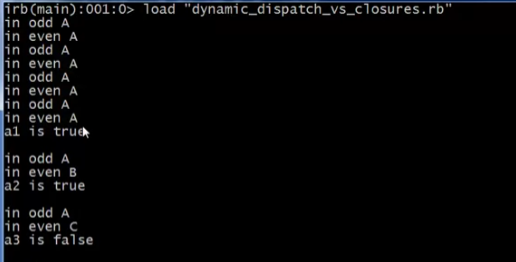 irb(main):001:0> load "dynamic_dispatch_vs_closures.rb"
in odd A
in even A
in odd A
in even A
in odd A
in even A
in odd A
in even A
a1 is true
in odd A
in even B
a2 is true
in odd A
in even C
a3 is false